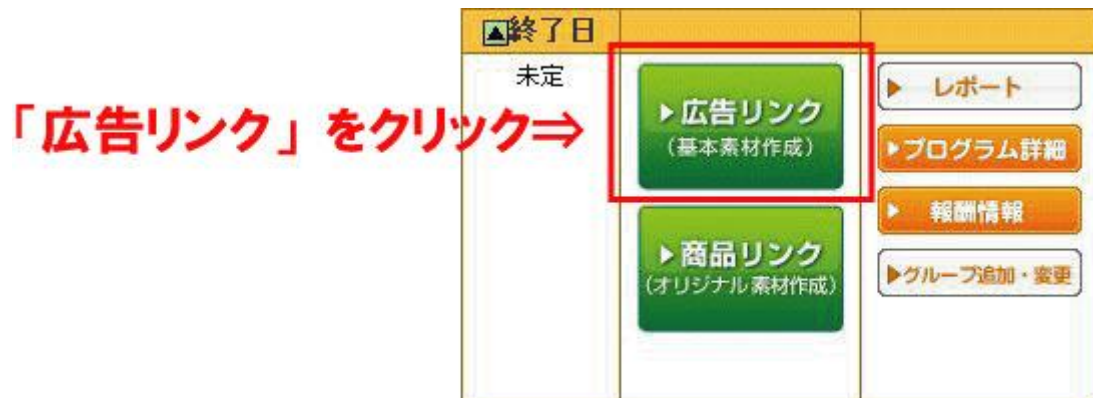 終了日
未定
「広告リンク」をクリック⇒
▶広告リンク
(基本素材作成)
▶商品リンク
(オリジナル素材作成)
▶ レポート
▶プログラム詳細
▶ 報酬情報
▶グループ追加・変更